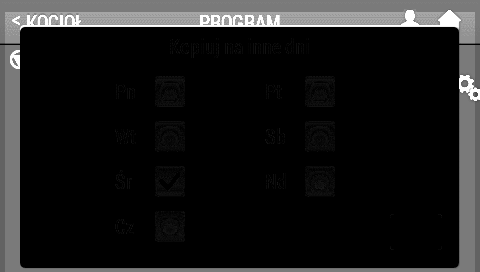 < KOCIOŁ PROGRAM
Kopiuj na inne dni
Pn Pt
Wt Sb
Śr Nd
Cz